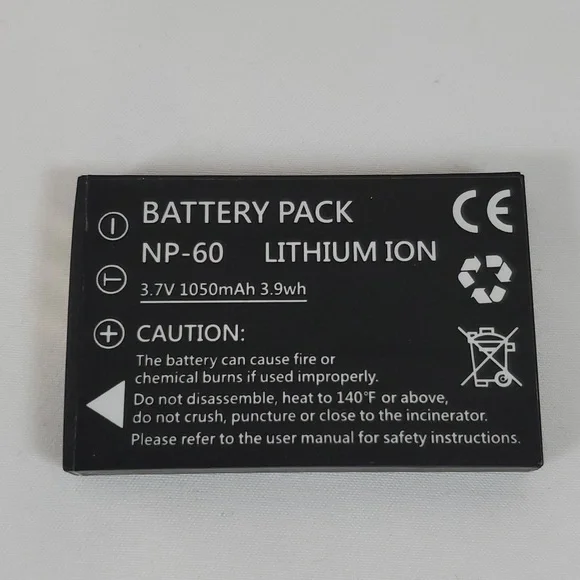 BATTERY PACK
NP-60 LITHIUM ION
3.7V 1050mAh 3.9wh
CE
− T +
CAUTION:
The battery can cause fire or
chemical burns if used improperly.
Do not disassemble, heat to 140°F or above,
do not crush, puncture or close to the incinerator.
Please refer to the user manual for safety instructions.